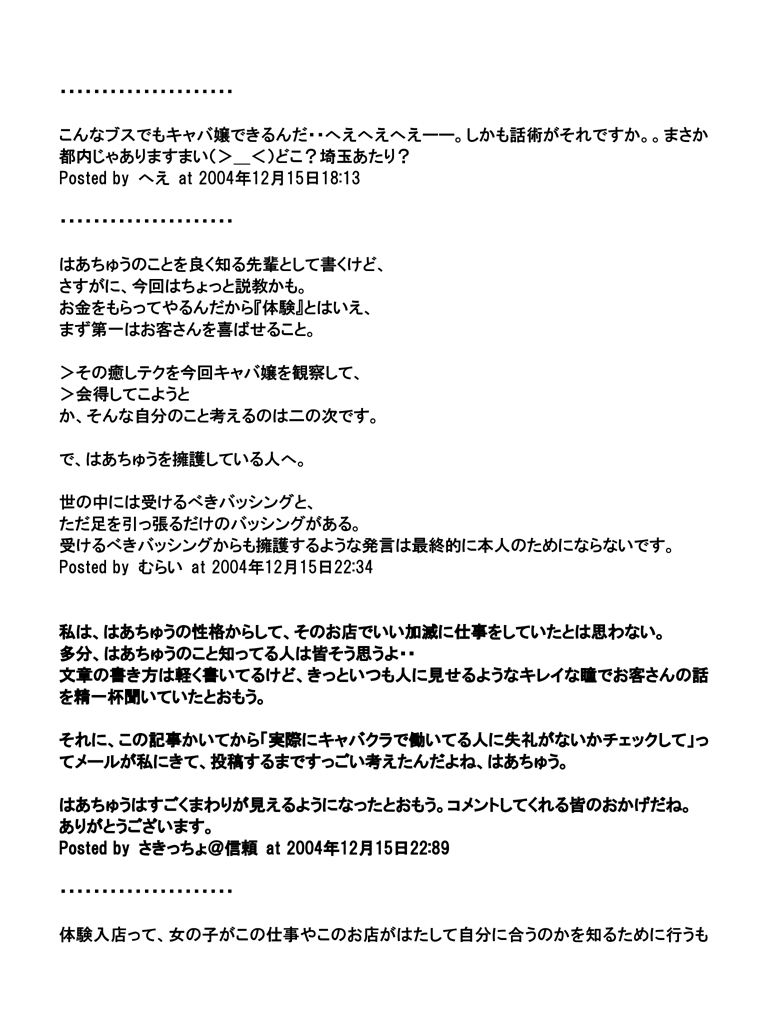 ・・・・・・・・・・・・・・・・・・・・・
こんなブスでもキャバ嬢できるんだ・・へえへえへえーー。しかも話術がそれですか。。まさか
都内じゃありますまい（＞＿＜）どこ？埼玉あたり？
Posted by へえ at 2004年12月15日18:13
・・・・・・・・・・・・・・・・・・・・・
はあちゅうのことを良く知る先輩として書くけど、
さすがに、今回はちょっと説教かも。
お金をもらってやるんだから『体験』とはいえ、
まず第一はお客さんを喜ばせること。
＞その癒しテクを今回キャバ嬢を観察して、
＞会得してこようと
か、そんな自分のこと考えるのは二の次です。
で、はあちゅうを擁護している人へ。
世の中には受けるべきバッシングと、
ただ足を引っ張るだけのバッシングがある。
受けるべきバッシングからも擁護するような発言は最終的に本人のためにならないです。
Posted by むらい at 2004年12月15日22:34
私は、はあちゅうの性格からして、そのお店でいい加減に仕事をしていたとは思わない。
多分、はあちゅうのこと知ってる人は皆そう思うよ・・
文章の書き方は軽く書いてるけど、きっといつも人に見せるようなキレイな瞳でお客さんの話
を精一杯聞いていたとおもう。
それに、この記事かいてから「実際にキャバクラで働いてる人に失礼がないかチェックして」っ
てメールが私にきて、投稿するまですっごい考えたんだよね、はあちゅう。
はあちゅうはすごくまわりが見えるようになったとおもう。コメントしてくれる皆のおかげだね。
ありがとうございます。
Posted by さきっちょ＠信頼 at 2004年12月15日22:89
・・・・・・・・・・・・・・・・・・・・・
体験入店って、女の子がこの仕事やこのお店がはたして自分に合うのかを知るために行うも